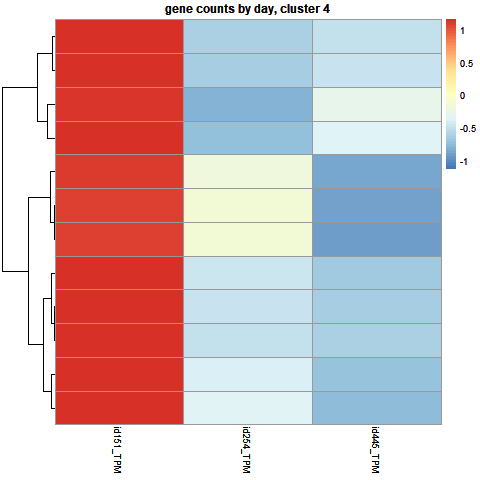 gene counts by day, cluster 4
1
0.5
0
-0.5
-1
id151_TPM
id254_TPM
id445_TPM